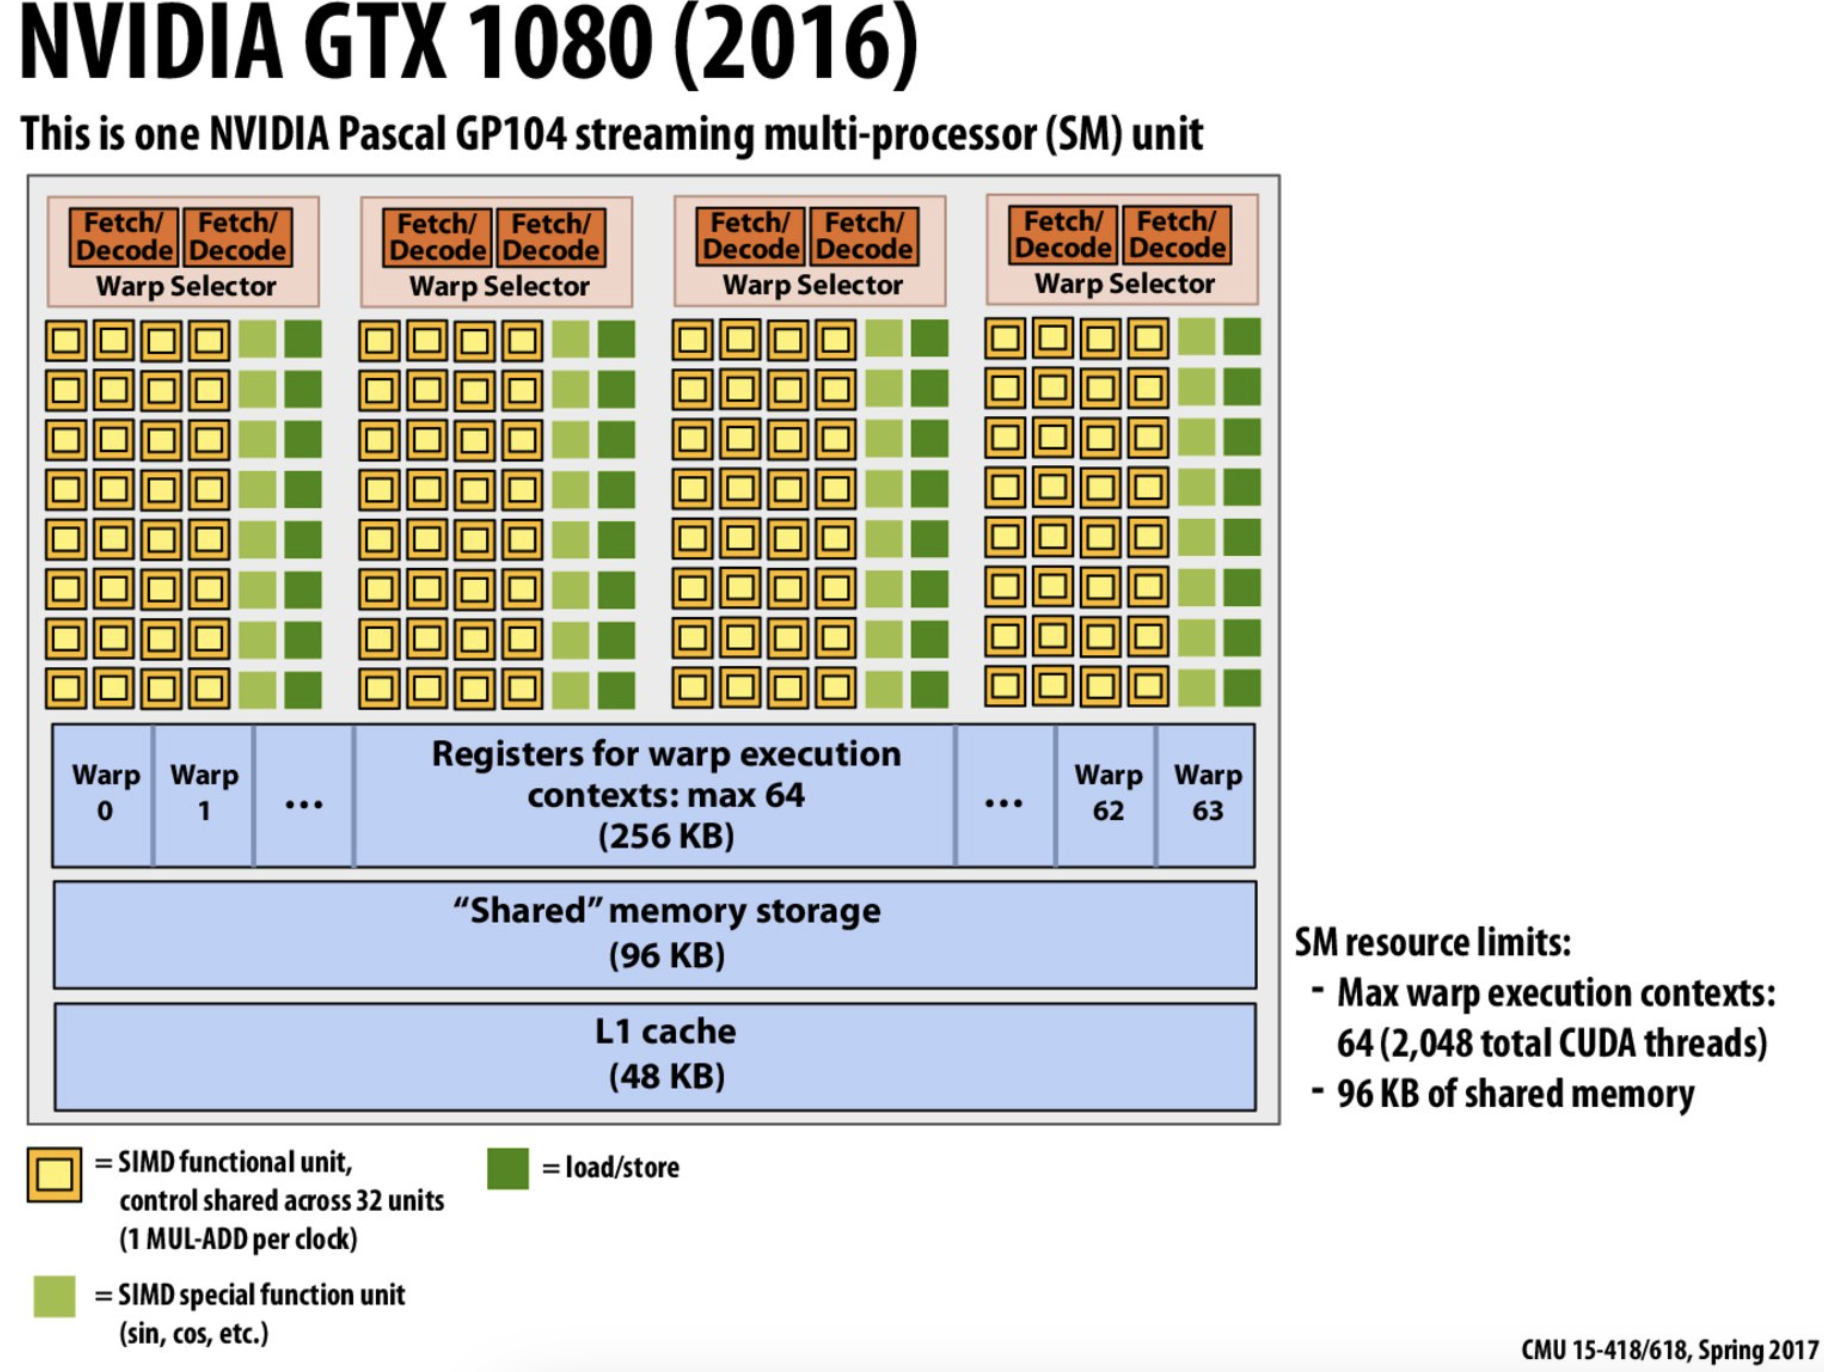 NVIDIA GTX 1080 (2016)
This is one NVIDIA Pascal GP104 streaming multi-processor (SM) unit
Fetch/
Decode
Fetch/
Decode
Warp Selector
Fetch/
Decode
Fetch/
Decode
Warp Selector
Fetch/
Decode
Fetch/
Decode
Warp Selector
Fetch/
Decode
Fetch/
Decode
Warp Selector
Warp
0
Warp
1
...
Registers for warp execution
contexts: max 64
(256 KB)
...
Warp
62
Warp
63
“Shared” memory storage
(96 KB)
L1 cache
(48 KB)
SM resource limits:
- Max warp execution contexts:
64 (2,048 total CUDA threads)
- 96 KB of shared memory
= SIMD functional unit,
control shared across 32 units
(1 MUL-ADD per clock)
= load/store
= SIMD special function unit
(sin, cos, etc.)
CMU 15-418/618, Spring 2017